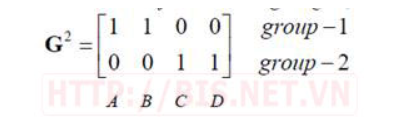 G² = [1 1 0 0] group-1
[0 0 1 1] group-2
HTTP://BIS.NET.VN
A B C D